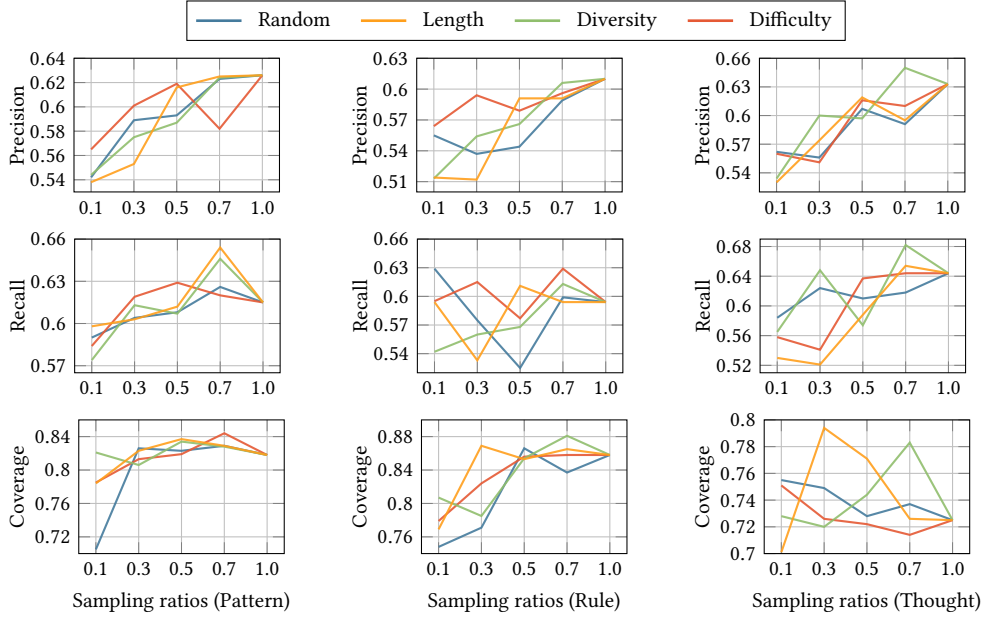 Random Length Diversity Difficulty
Precision
0.64
0.62
0.6
0.58
0.56
0.54
0.1 0.3 0.5 0.7 1.0
Precision
0.63
0.6
0.57
0.54
0.51
0.1 0.3 0.5 0.7 1.0
Precision
0.66
0.63
0.6
0.57
0.54
0.1 0.3 0.5 0.7 1.0
Recall
0.66
0.63
0.6
0.57
0.1 0.3 0.5 0.7 1.0
Recall
0.63
0.6
0.57
0.54
0.1 0.3 0.5 0.7 1.0
Recall
0.68
0.64
0.6
0.56
0.52
0.1 0.3 0.5 0.7 1.0
Coverage
0.84
0.8
0.76
0.72
0.1 0.3 0.5 0.7 1.0
Sampling ratios (Pattern)
Coverage
0.88
0.84
0.8
0.76
0.1 0.3 0.5 0.7 1.0
Sampling ratios (Rule)
Coverage
0.8
0.78
0.76
0.74
0.72
0.7
0.1 0.3 0.5 0.7 1.0
Sampling ratios (Thought)